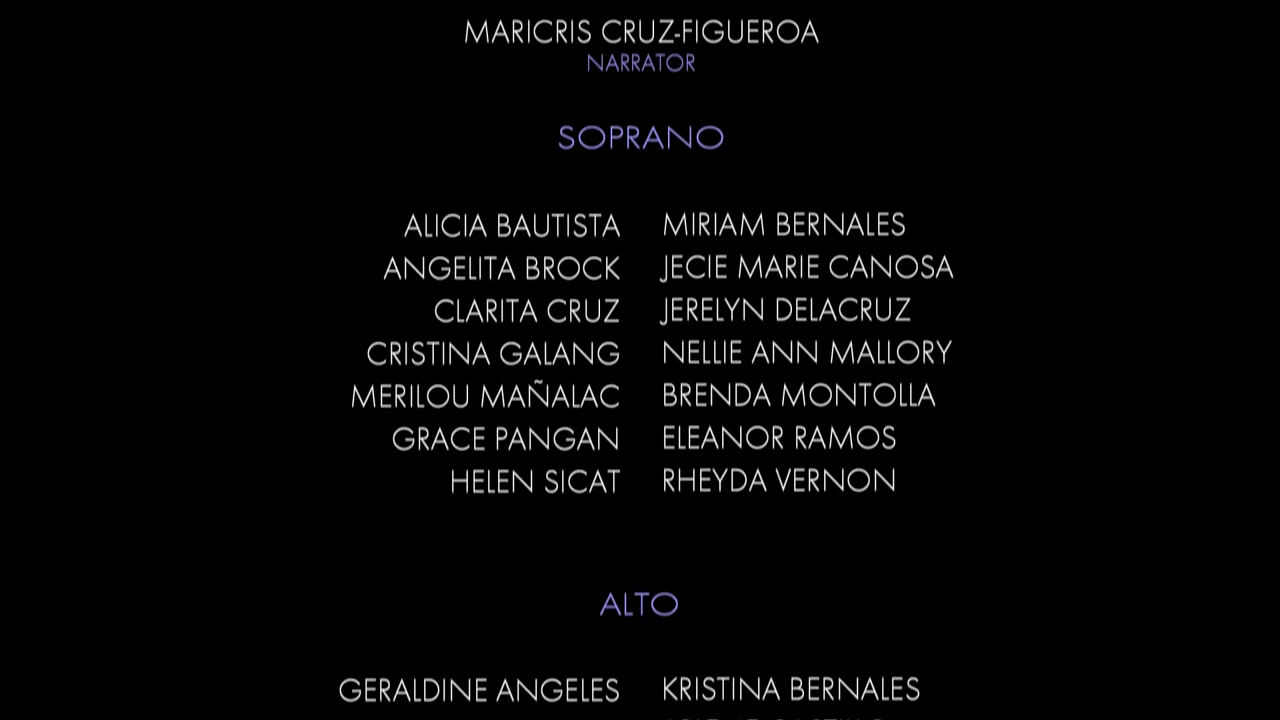 MARICRIS CRUZ-FIGUEROA
NARRATOR
SOPRANO
ALICIA BAUTISTA MIRIAM BERNALES
ANGELITA BROCK JECIE MARIE CANOSA
CLARITA CRUZ JERELYN DELACRUZ
CRISTINA GALANG NELLIE ANN MALLORY
MERILOU MAÑALAC BRENDA MONTOLLA
GRACE PANGAN ELEANOR RAMOS
HELEN SICAT RHEYDA VERNON
ALTO
GERALDINE ANGELES KRISTINA BERNALES